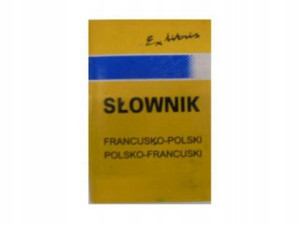 Ex libris
SŁOWNIK
FRANCUSKO-POLSKI
POLSKO-FRANCUSKI